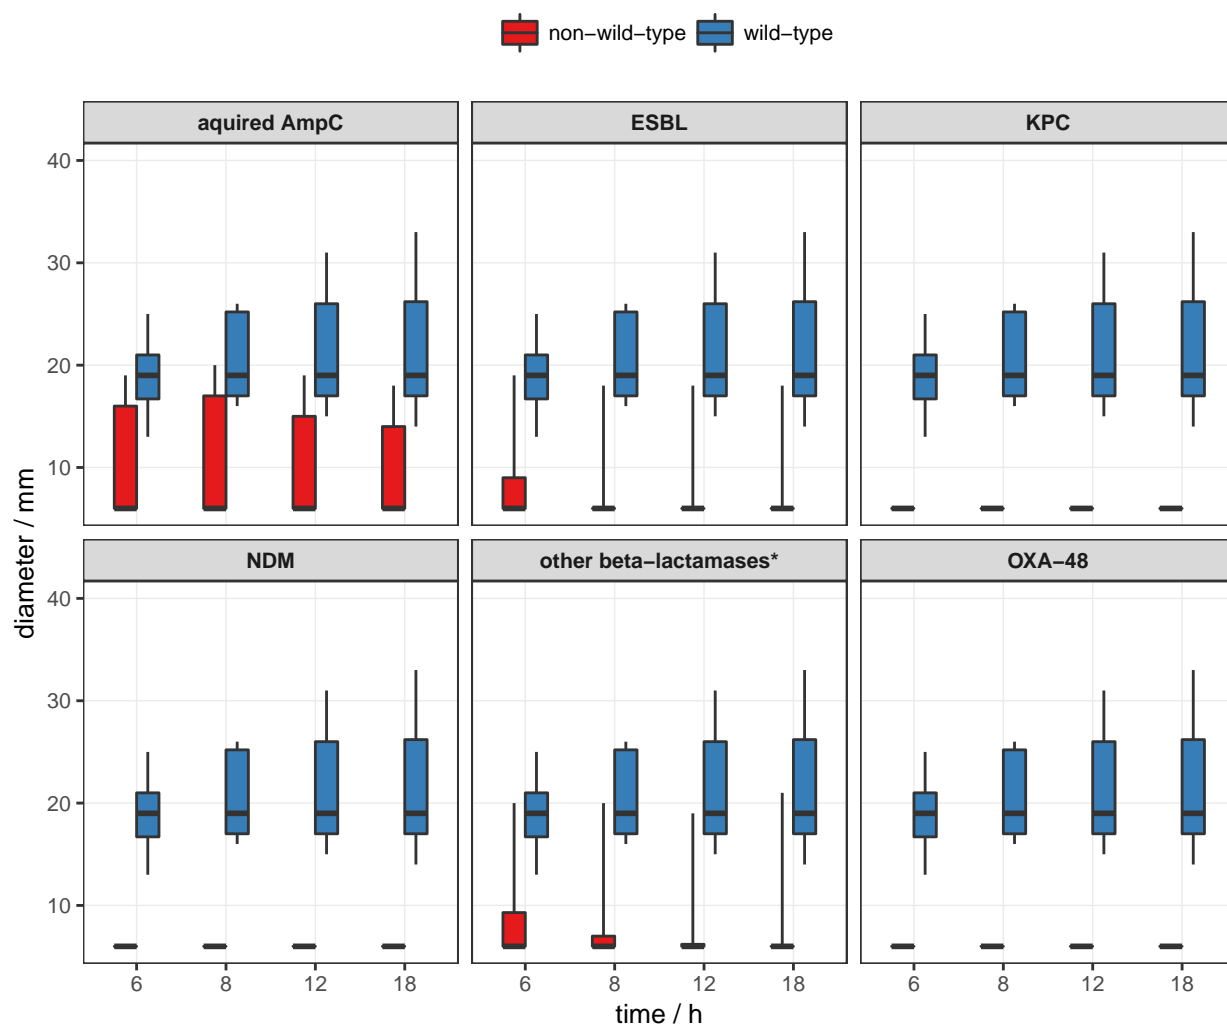 non−wild−type wild−type
aquired AmpC ESBL KPC
40
30
20
10
NDM other beta−lactamases* OXA−48
40
30
20
10
6 8 12 18 6 8 12 18 6 8 12 18
time / h
diameter / mm